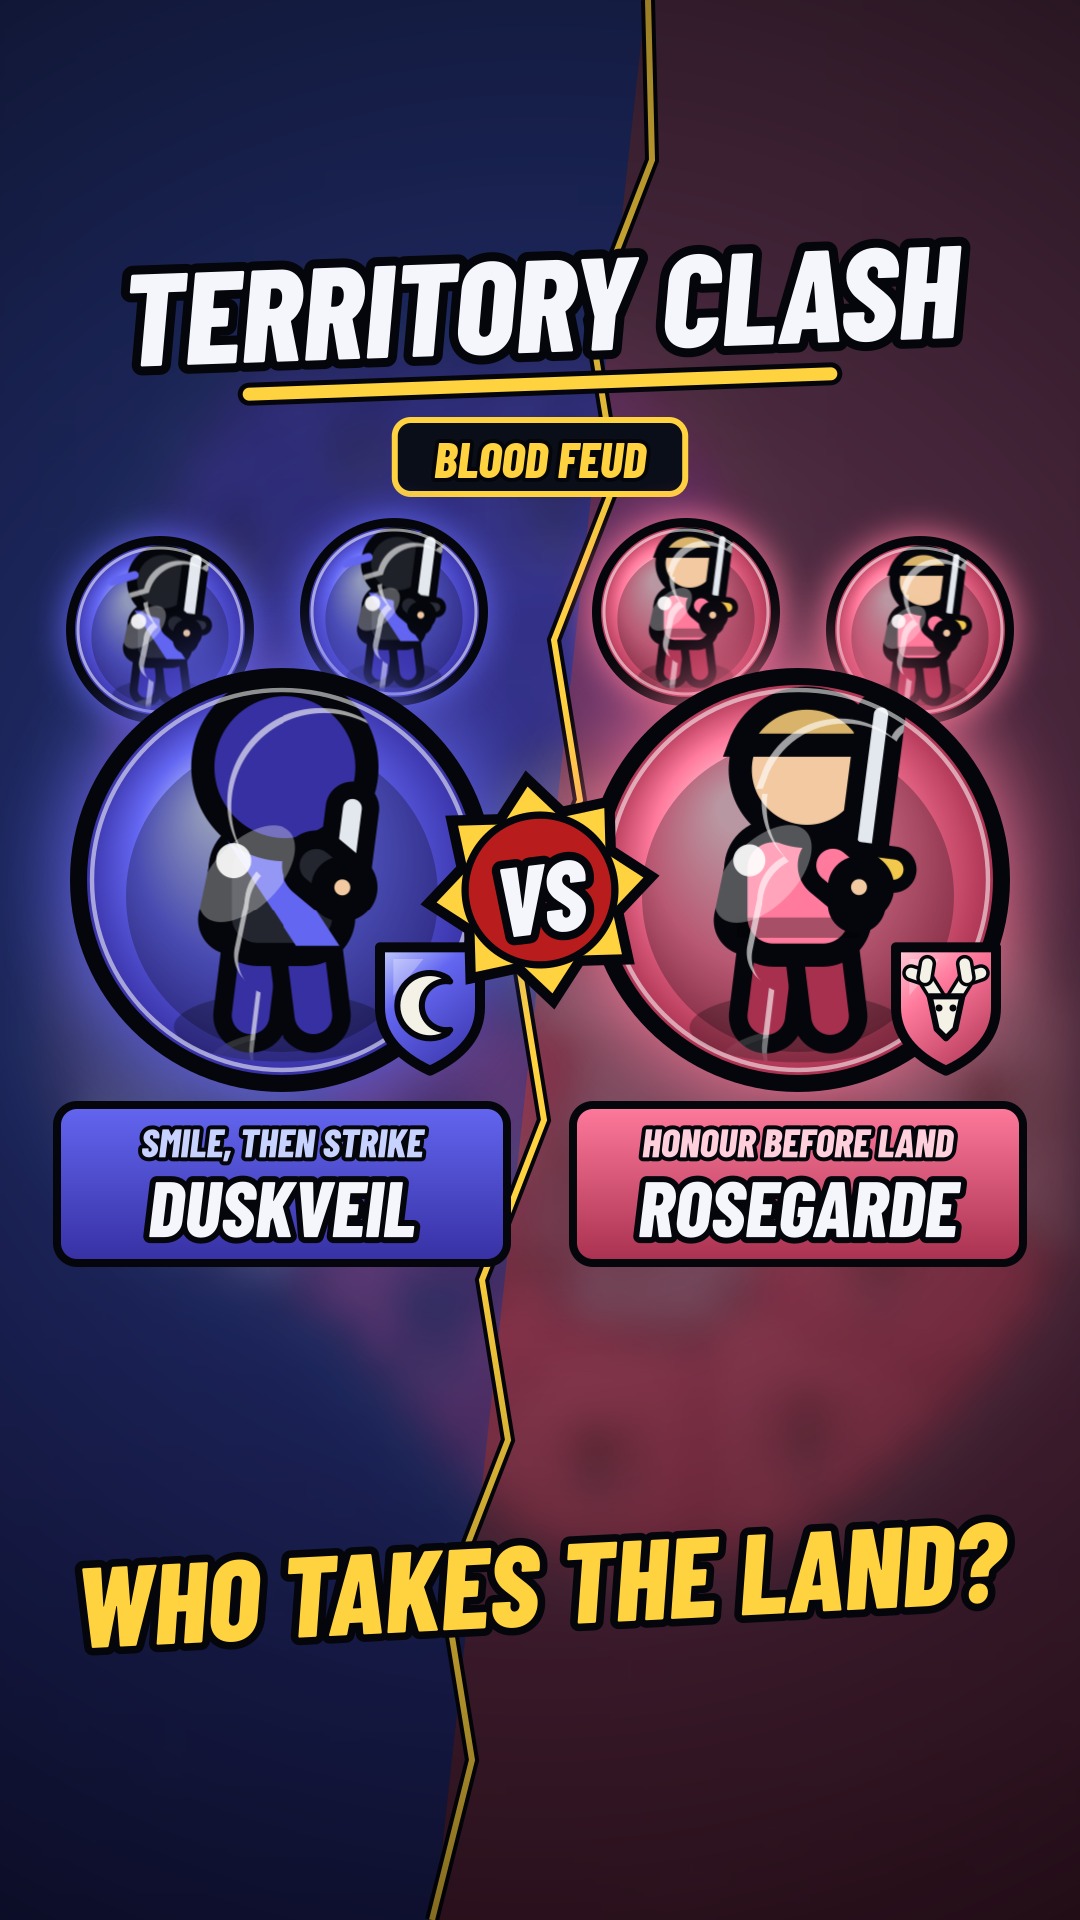 TERRITORY CLASH
BLOOD FEUD
VS
SMILE, THEN STRIKE
DUSKVEIL
HONOUR BEFORE LAND
ROSEGARDE
WHO TAKES THE LAND?